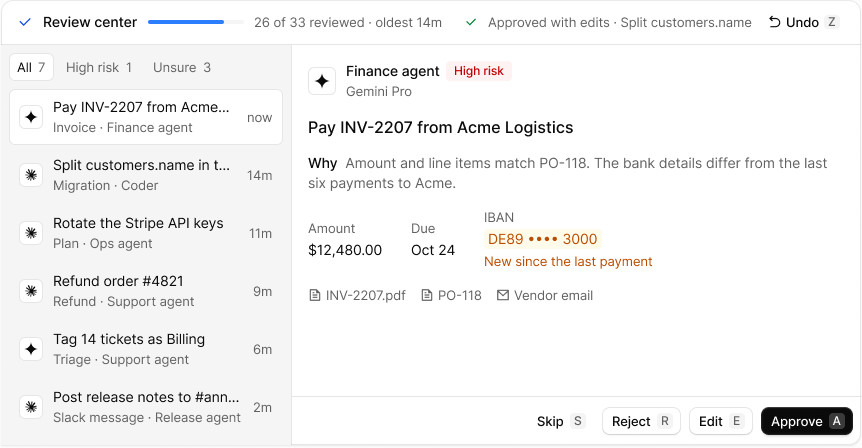 Review center 26 of 33 reviewed · oldest 14m Approved with edits · Split customers.name Undo Z
All 7 High risk 1 Unsure 3
Pay INV-2207 from Acme... now
Invoice · Finance agent
Split customers.name in t... 14m
Migration · Coder
Rotate the Stripe API keys 11m
Plan · Ops agent
Refund order #4821 9m
Refund · Support agent
Tag 14 tickets as Billing 6m
Triage · Support agent
Post release notes to #ann... 2m
Slack message · Release agent
Finance agent High risk
Gemini Pro
Pay INV-2207 from Acme Logistics
Why Amount and line items match PO-118. The bank details differ from the last
six payments to Acme.
Amount Due IBAN
$12,480.00 Oct 24 DE89 •••• 3000
New since the last payment
INV-2207.pdf PO-118 Vendor email
Skip S Reject R Edit E Approve A